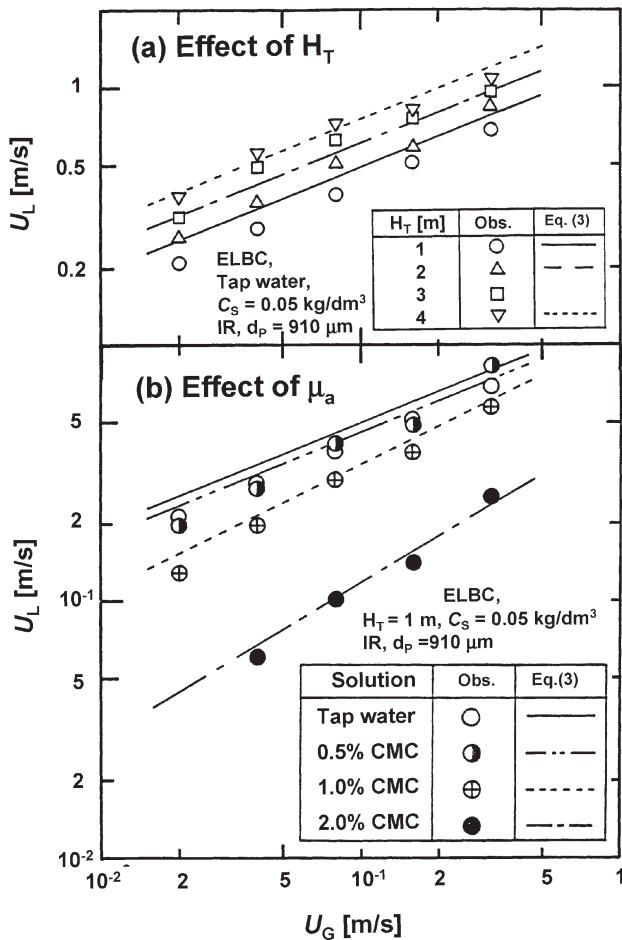 (a) Effect of H_T
1
0.5
0.2
U_L [m/s]
ELBC,
Tap water,
C_S = 0.05 kg/dm³
IR, d_P = 910 μm
H_T [m] Obs. Eq. (3)
1
2
3
4
(b) Effect of μ_a
5
2
10⁻¹
5
2
10⁻²
U_L [m/s]
ELBC,
H_T = 1 m, C_S = 0.05 kg/dm³
IR, d_P =910 μm
Solution Obs. Eq.(3)
Tap water
0.5% CMC
1.0% CMC
2.0% CMC
10⁻² 2 5 10⁻¹ 2 5 1
U_G [m/s]